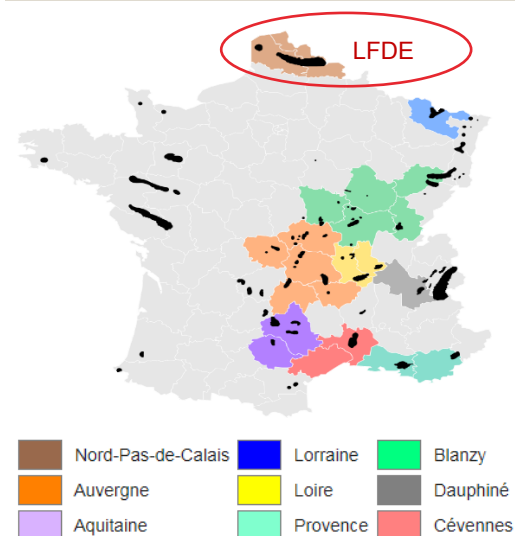 LFDE
Nord-Pas-de-Calais Lorraine Blanzy
Auvergne Loire Dauphiné
Aquitaine Provence Cévennes